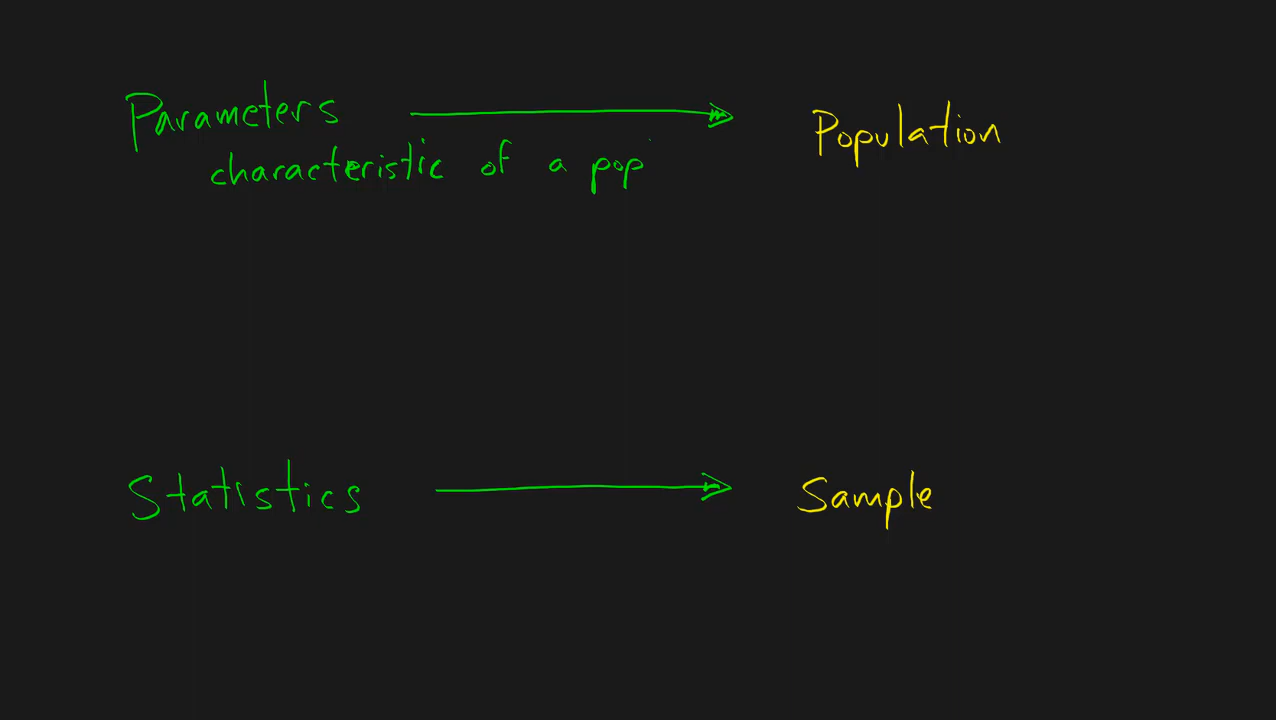 Parameters → Population
characteristic of a pop
Statistics → Sample